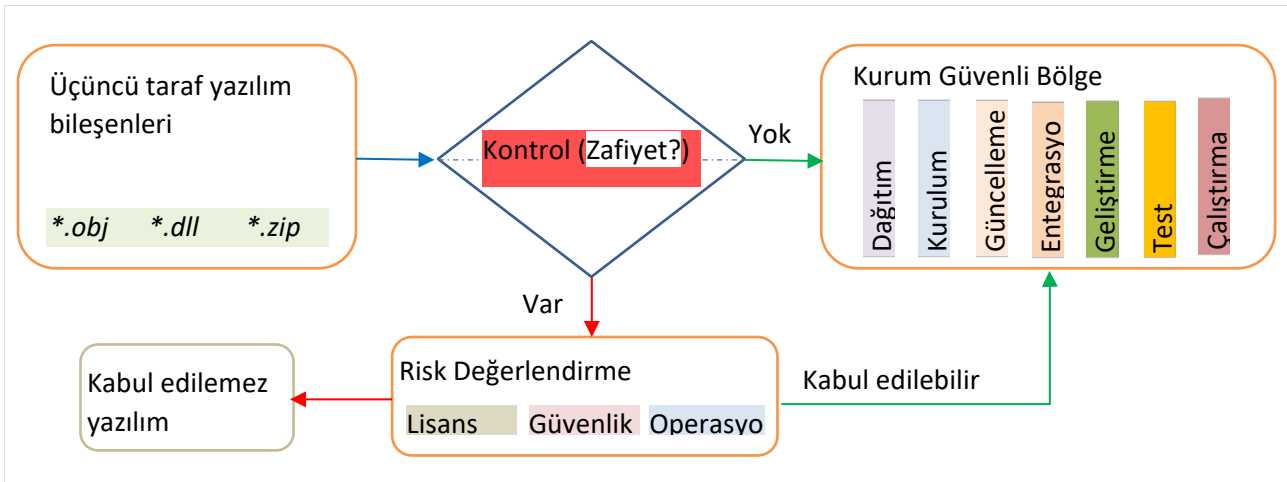 Üçüncü taraf yazılım
bileşenleri
*.obj *.dll *.zip
Kontrol (Zafiyet?)
Yok
Kurum Güvenli Bölge
Dağıtım
Kurulum
Güncelleme
Entegrasyo
Geliştirme
Test
Çalıştırma
Var
Risk Değerlendirme
Lisans Güvenlik Operasyo
Kabul edilebilir
Kabul edilemez
yazılım